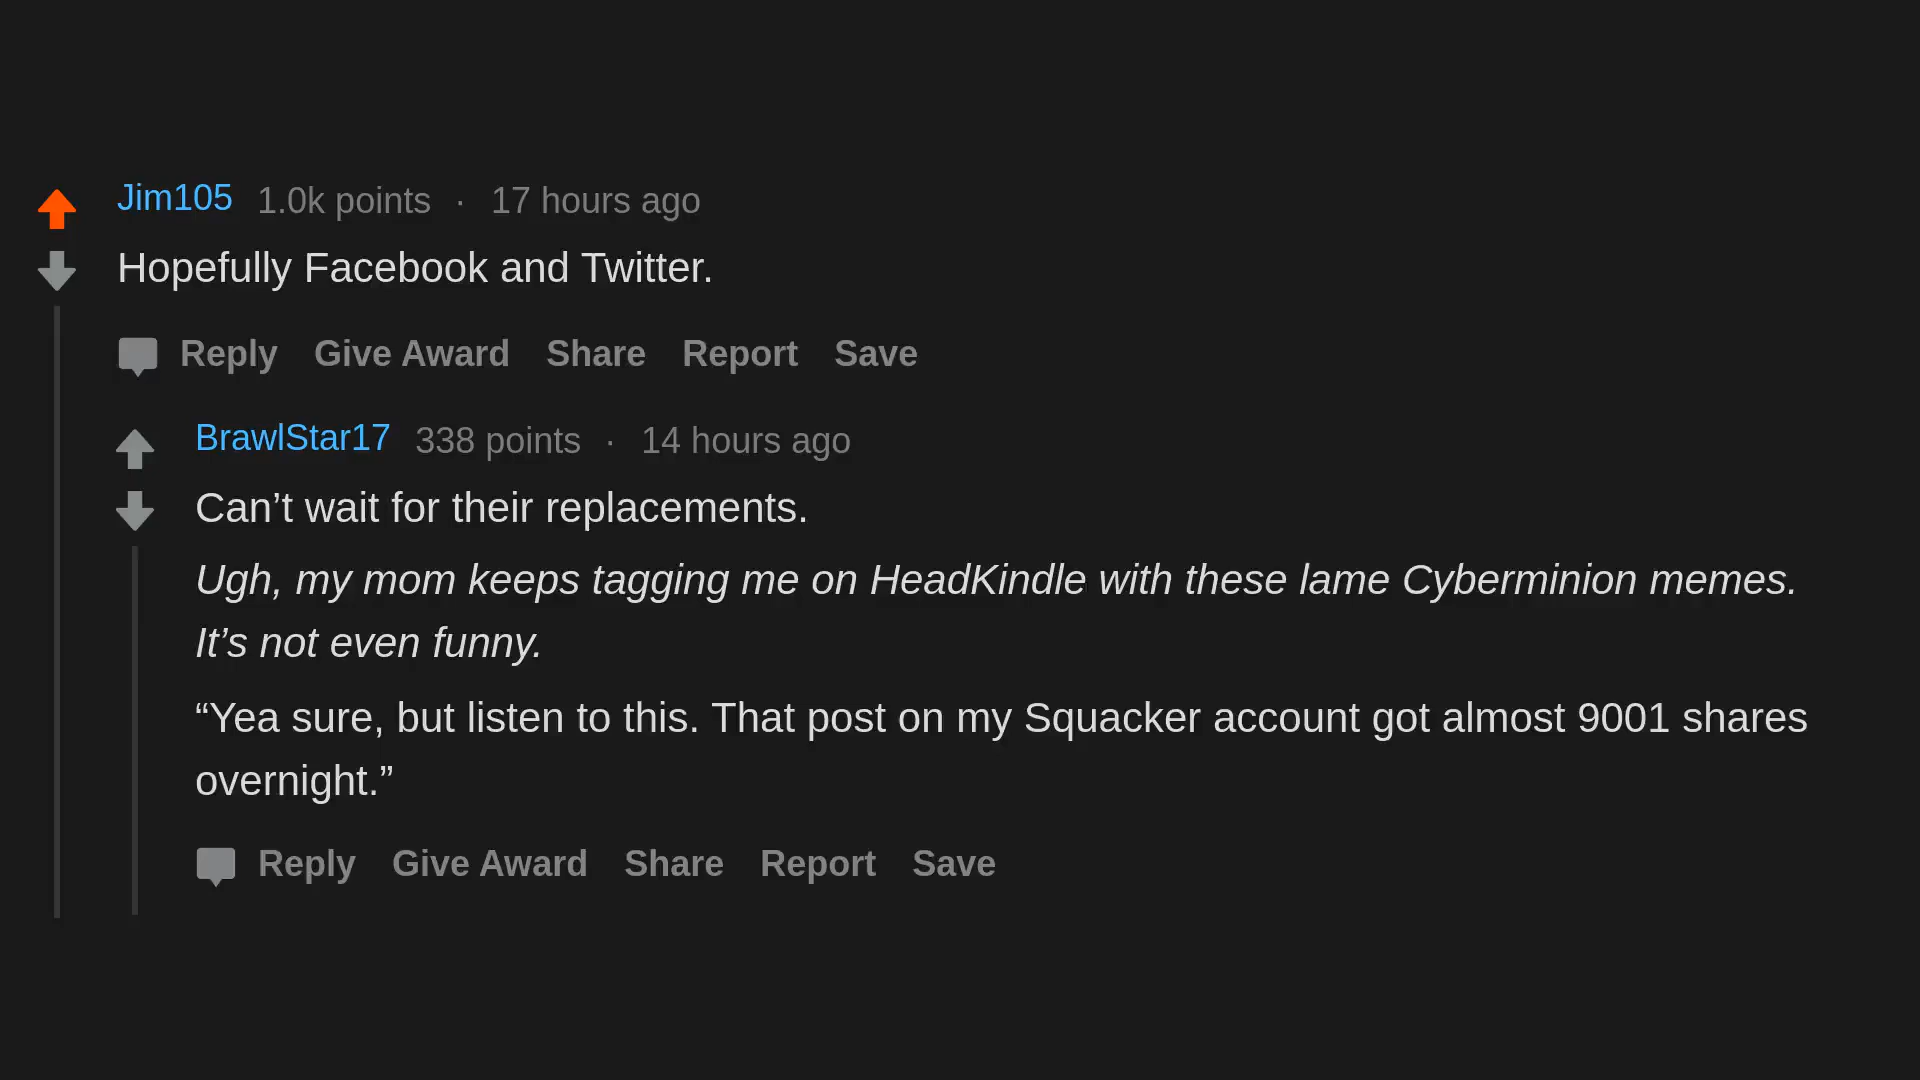 Jim105 1.0k points · 17 hours ago
Hopefully Facebook and Twitter.
Reply Give Award Share Report Save
BrawlStar17 338 points · 14 hours ago
Can’t wait for their replacements.
Ugh, my mom keeps tagging me on HeadKindle with these lame Cyberminion memes.
It’s not even funny.
“Yea sure, but listen to this. That post on my Squacker account got almost 9001 shares
overnight.”
Reply Give Award Share Report Save